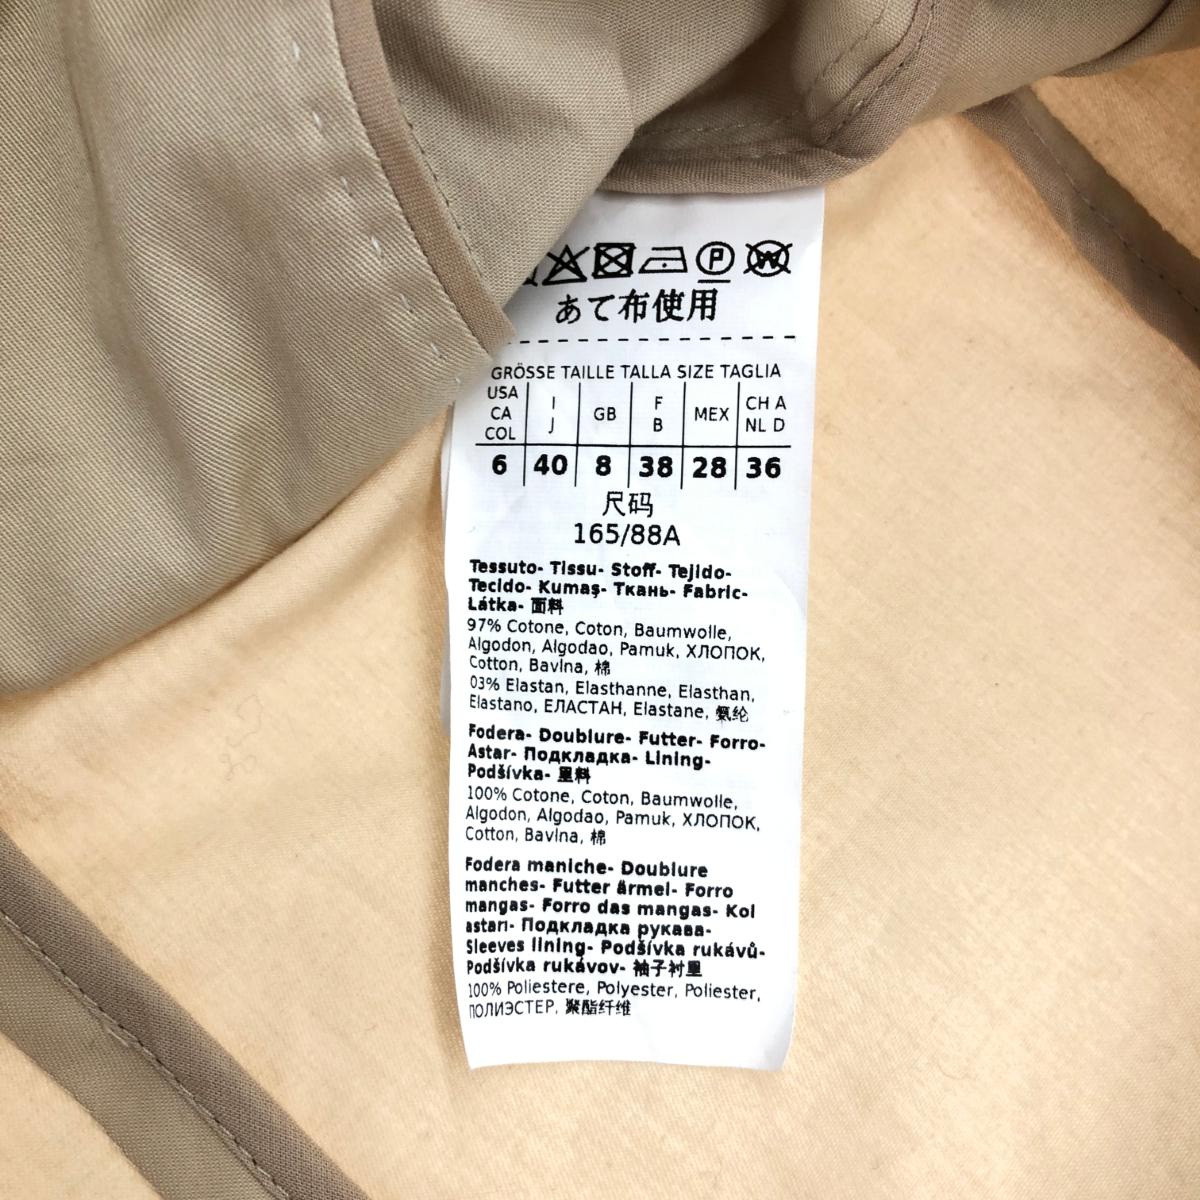 P W
あて布使用
GRÖSSE TAILLE TALLA SIZE TAGLIA
USA CA COL | I J | GB | F B | MEX | CH A NL D
6 | 40 | 8 | 38 | 28 | 36
尺码
165/88A
Tessuto- Tissu- Stoff- Tejido-
Tecido- Kumaş- Ткань- Fabric-
Látka- 面料
97% Cotone, Coton, Baumwolle,
Algodon, Algodao, Pamuk, ХЛОПОК,
Cotton, Bavlna, 棉
03% Elastan, Elasthanne, Elasthan,
Elastano, ЕЛАСТАН, Elastane, 氨纶
Fodera- Doublure- Futter- Forro-
Astar- Подкладка- Lining-
Podšívka- 里料
100% Cotone, Coton, Baumwolle,
Algodon, Algodao, Pamuk, ХЛОПОК,
Cotton, Bavlna, 棉
Fodera maniche- Doublure
manches- Futter ärmel- Forro
mangas- Forro das mangas- Kol
astarı- Подкладка рукава-
Sleeves lining- Podšívka rukávů-
Podšívka rukávov- 袖子衬里
100% Poliestere, Polyester, Poliester,
ПОЛИЭСТЕР, 聚酯纤维